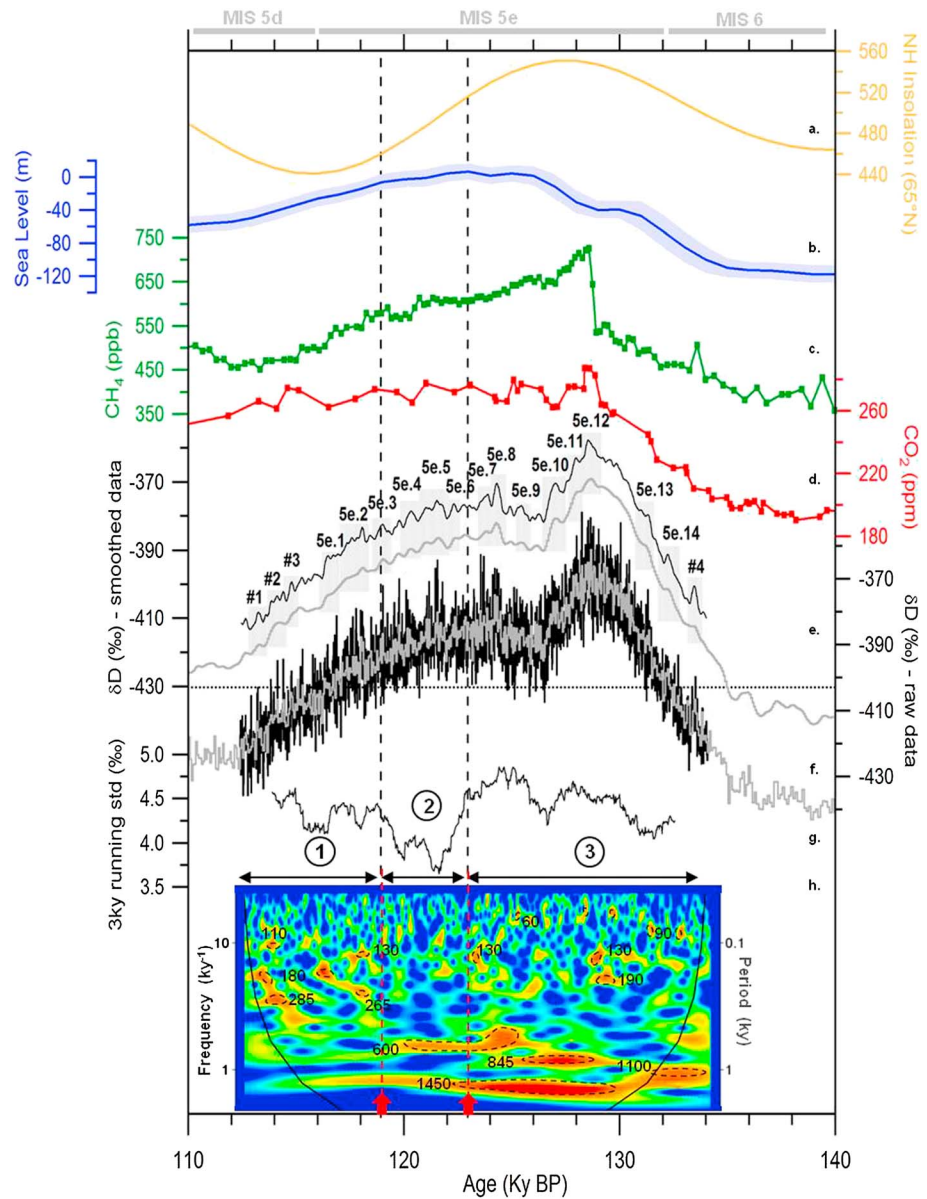 MIS 5d
MIS 5e
MIS 6
110
120
130
140
560
520
480
440
NH Insolation (65°N)
a.
Sea Level (m)
0
-40
-80
-120
b.
750
650
550
450
350
CH4 (ppb)
c.
260
220
180
CO2 (ppm)
d.
5e.12
5e.11
5e.8
5e.7
5e.5
5e.6
5e.10
5e.4
5e.9
5e.3
5e.13
5e.2
5e.1
5e.14
#3
#2
#1
#4
-370
-390
-410
-430
δD (‰) - smoothed data
e.
-370
-390
-410
-430
δD (‰) - raw data
f.
5.0
4.5
4.0
3.5
3ky running std (‰)
g.
1
2
3
h.
10
1
Frequency (ky-1)
0.1
1
Period (ky)
60
90
110
130
130
130
180
190
285
265
600
845
1100
1450
110
120
130
140
Age (Ky BP)